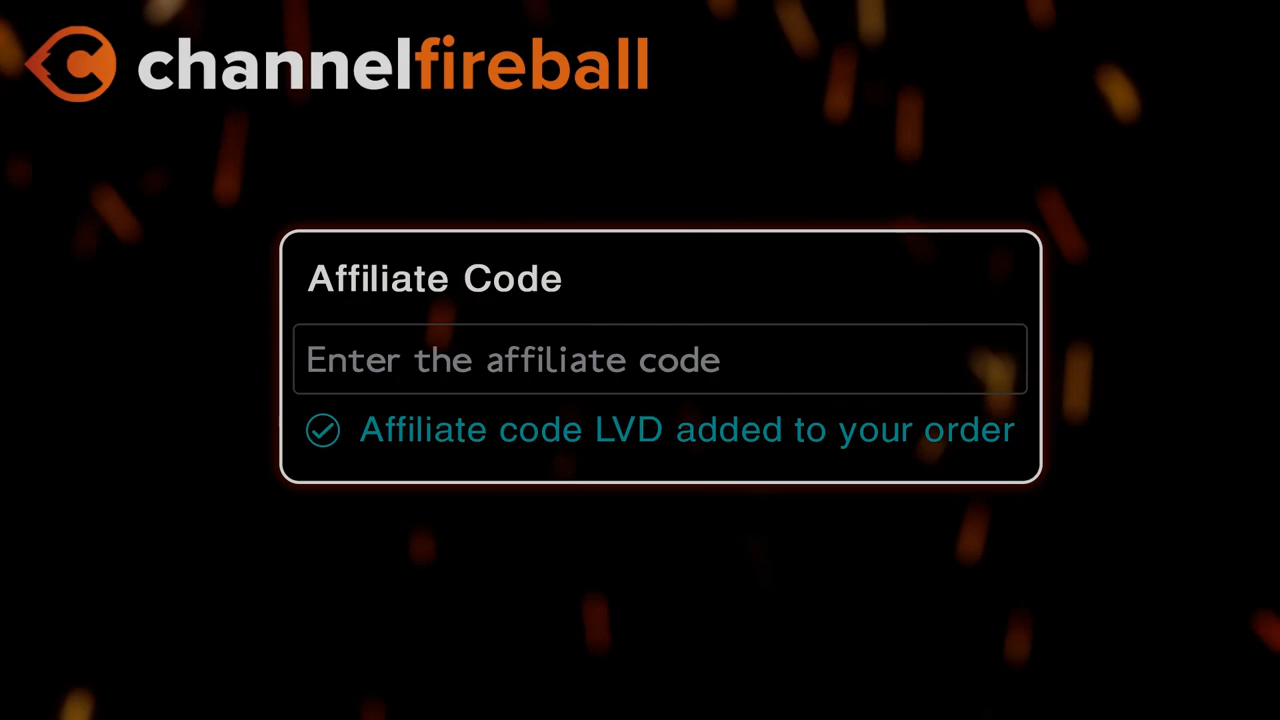 channelfireball
Affiliate Code
Enter the affiliate code
Affiliate code LVD added to your order